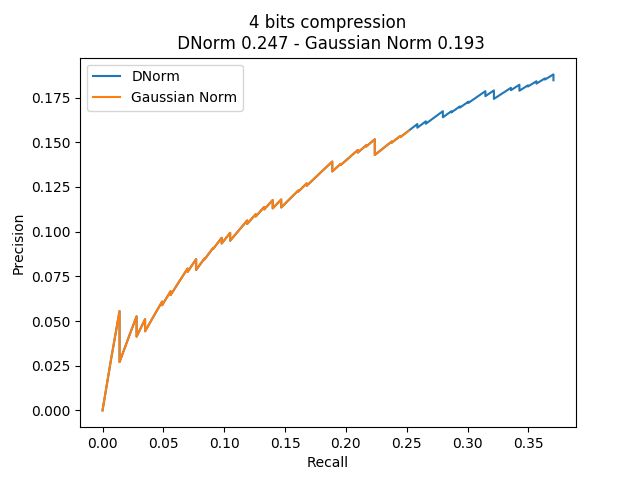 4 bits compression
DNorm 0.247 - Gaussian Norm 0.193
DNorm
Gaussian Norm
0.175
0.150
0.125
0.100
0.075
0.050
0.025
0.000
Precision
0.00 0.05 0.10 0.15 0.20 0.25 0.30 0.35
Recall